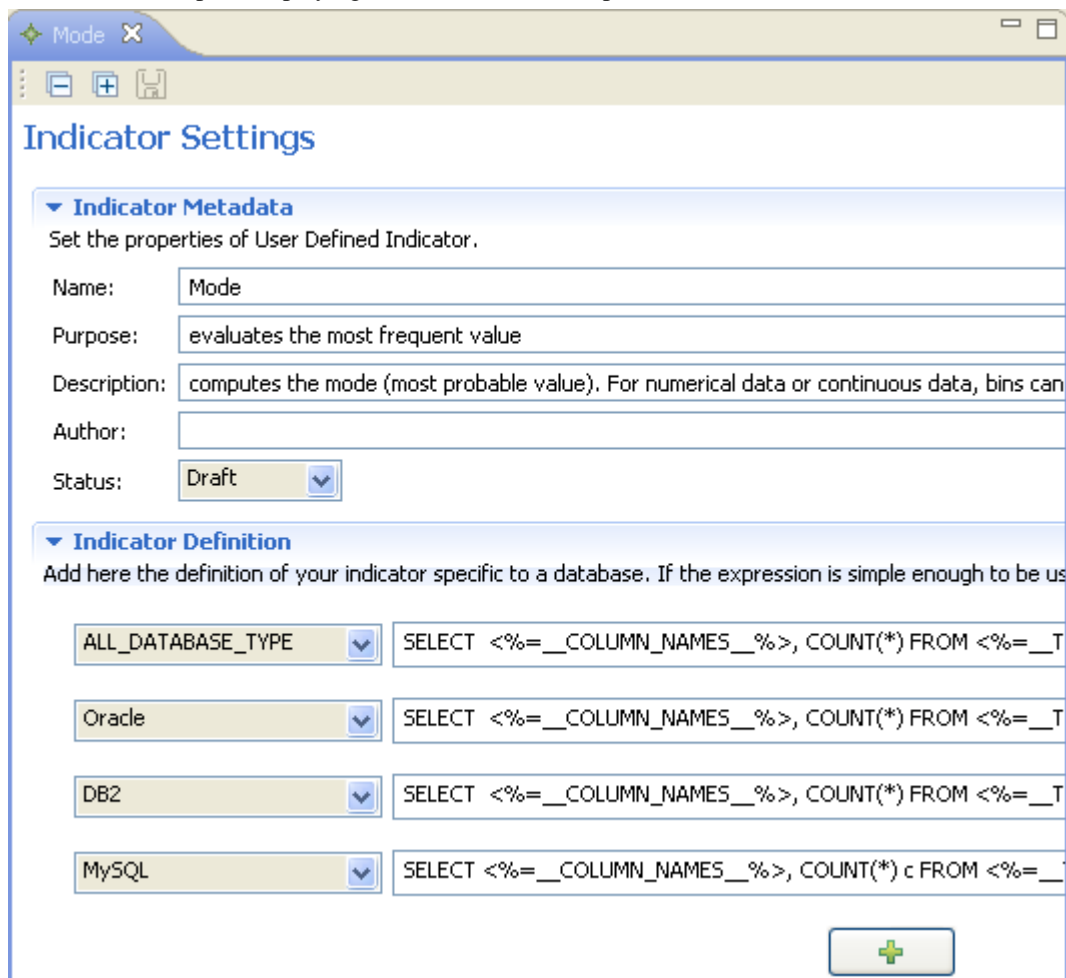 Mode
Indicator Settings
Indicator Metadata
Set the properties of User Defined Indicator.
Name: Mode
Purpose: evaluates the most frequent value
Description: computes the mode (most probable value). For numerical data or continuous data, bins can
Author:
Status: Draft
Indicator Definition
Add here the definition of your indicator specific to a database. If the expression is simple enough to be us
ALL_DATABASE_TYPE SELECT <%=__COLUMN_NAMES__%>, COUNT(*) FROM <%=__T
Oracle SELECT <%=__COLUMN_NAMES__%>, COUNT(*) FROM <%=__T
DB2 SELECT <%=__COLUMN_NAMES__%>, COUNT(*) FROM <%=__T
MySQL SELECT <%=__COLUMN_NAMES__%>, COUNT(*) c FROM <%=__